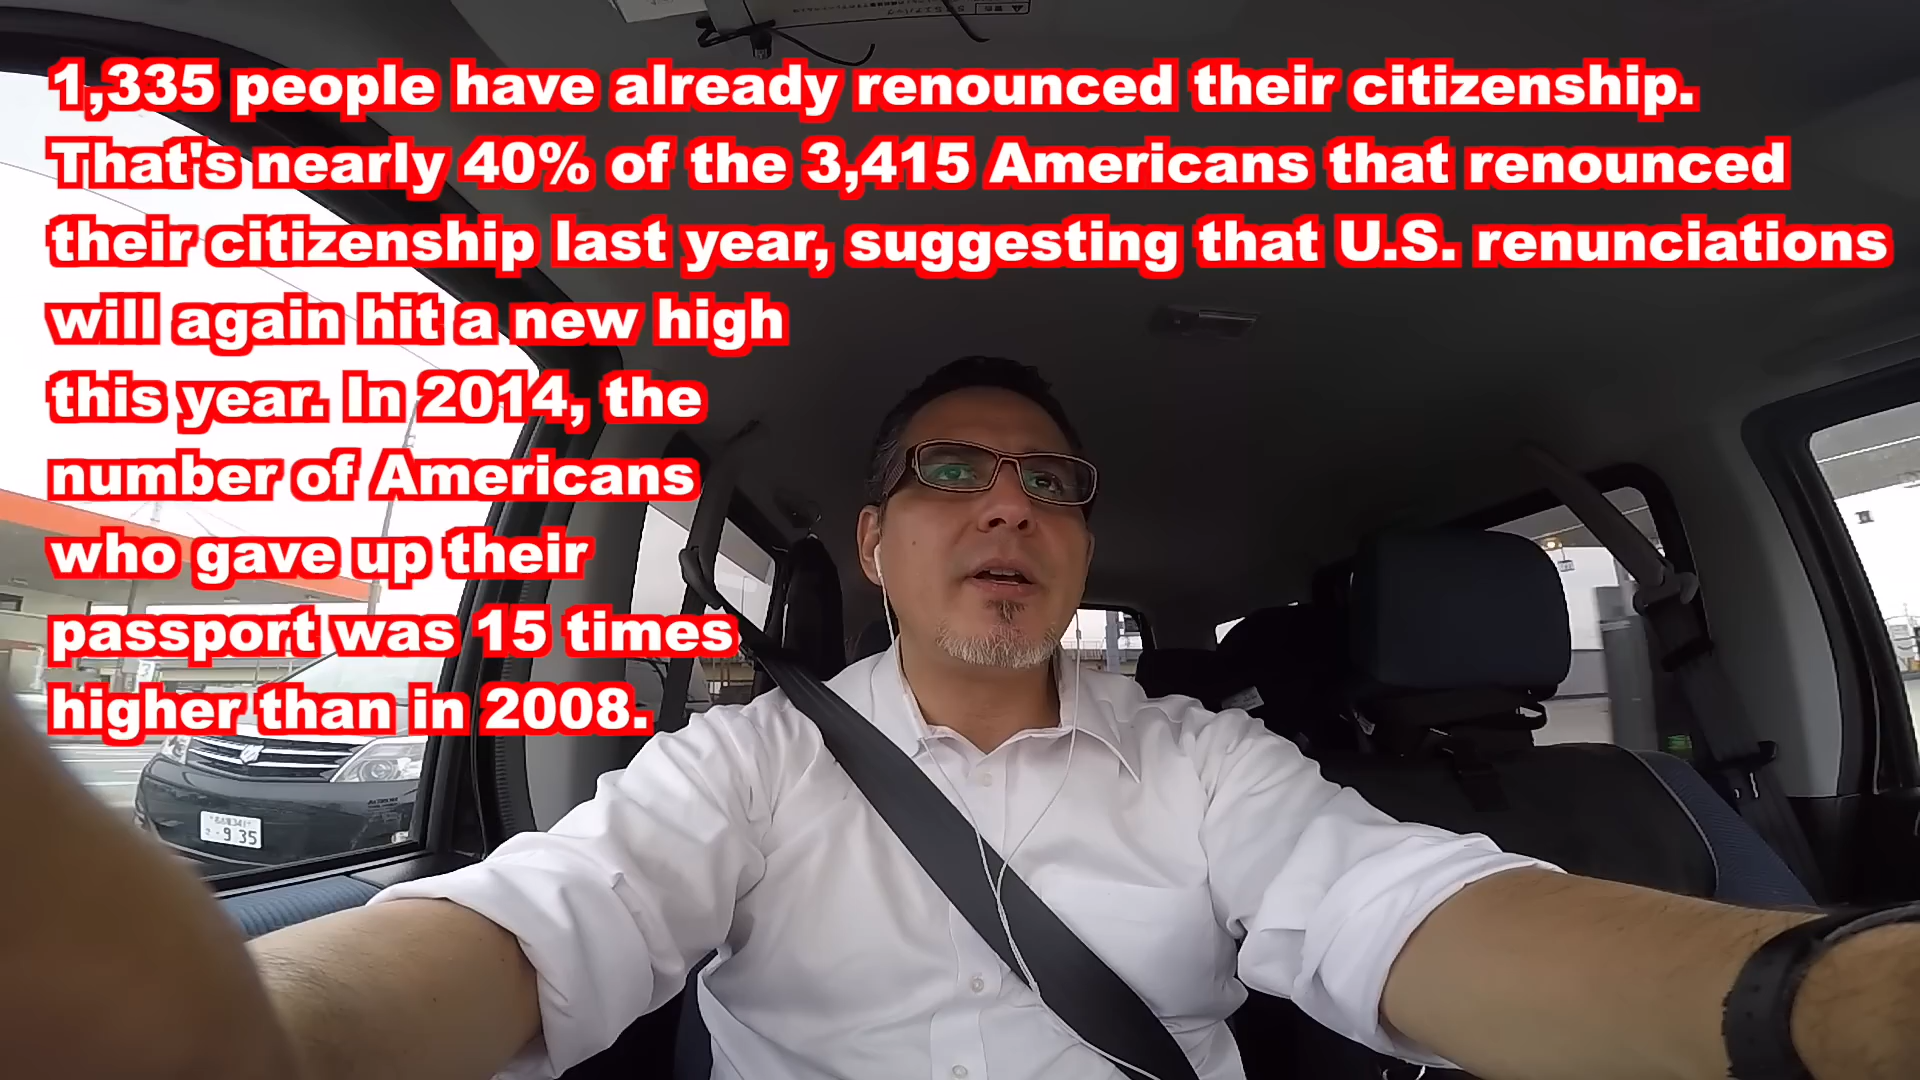 1,335 people have already renounced their citizenship.
That's nearly 40% of the 3,415 Americans that renounced
their citizenship last year, suggesting that U.S. renunciations
will again hit a new high
this year. In 2014, the
number of Americans
who gave up their
passport was 15 times
higher than in 2008.
9 35